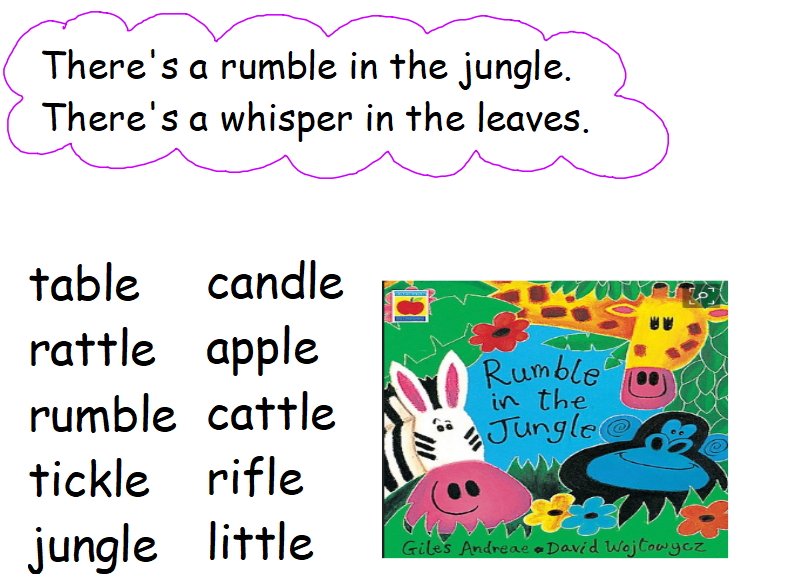 There's a rumble in the jungle.
There's a whisper in the leaves.
table
rattle
rumble
tickle
jungle
candle
apple
cattle
rifle
little
Rumble
in the
Jungle
Giles Andreae David Wojtowycz